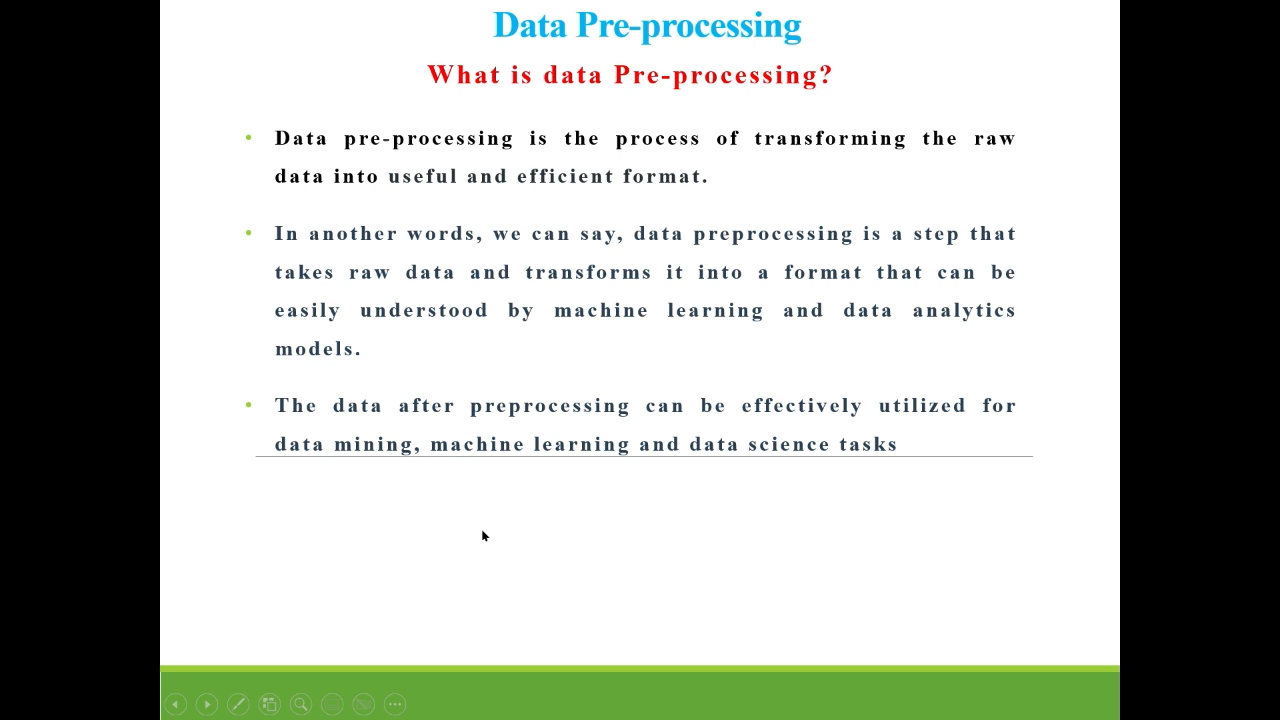 Data Pre-processing
What is data Pre-processing?
• Data pre-processing is the process of transforming the raw
data into useful and efficient format.
• In another words, we can say, data preprocessing is a step that
takes raw data and transforms it into a format that can be
easily understood by machine learning and data analytics
models.
• The data after preprocessing can be effectively utilized for
data mining, machine learning and data science tasks